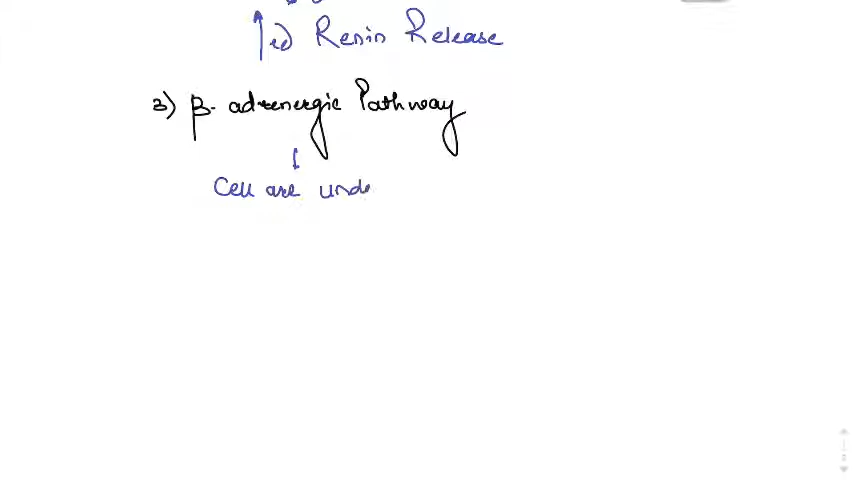 ↑ed Renin Release
3) β- adrenergic Pathway
↓
Cell are unde